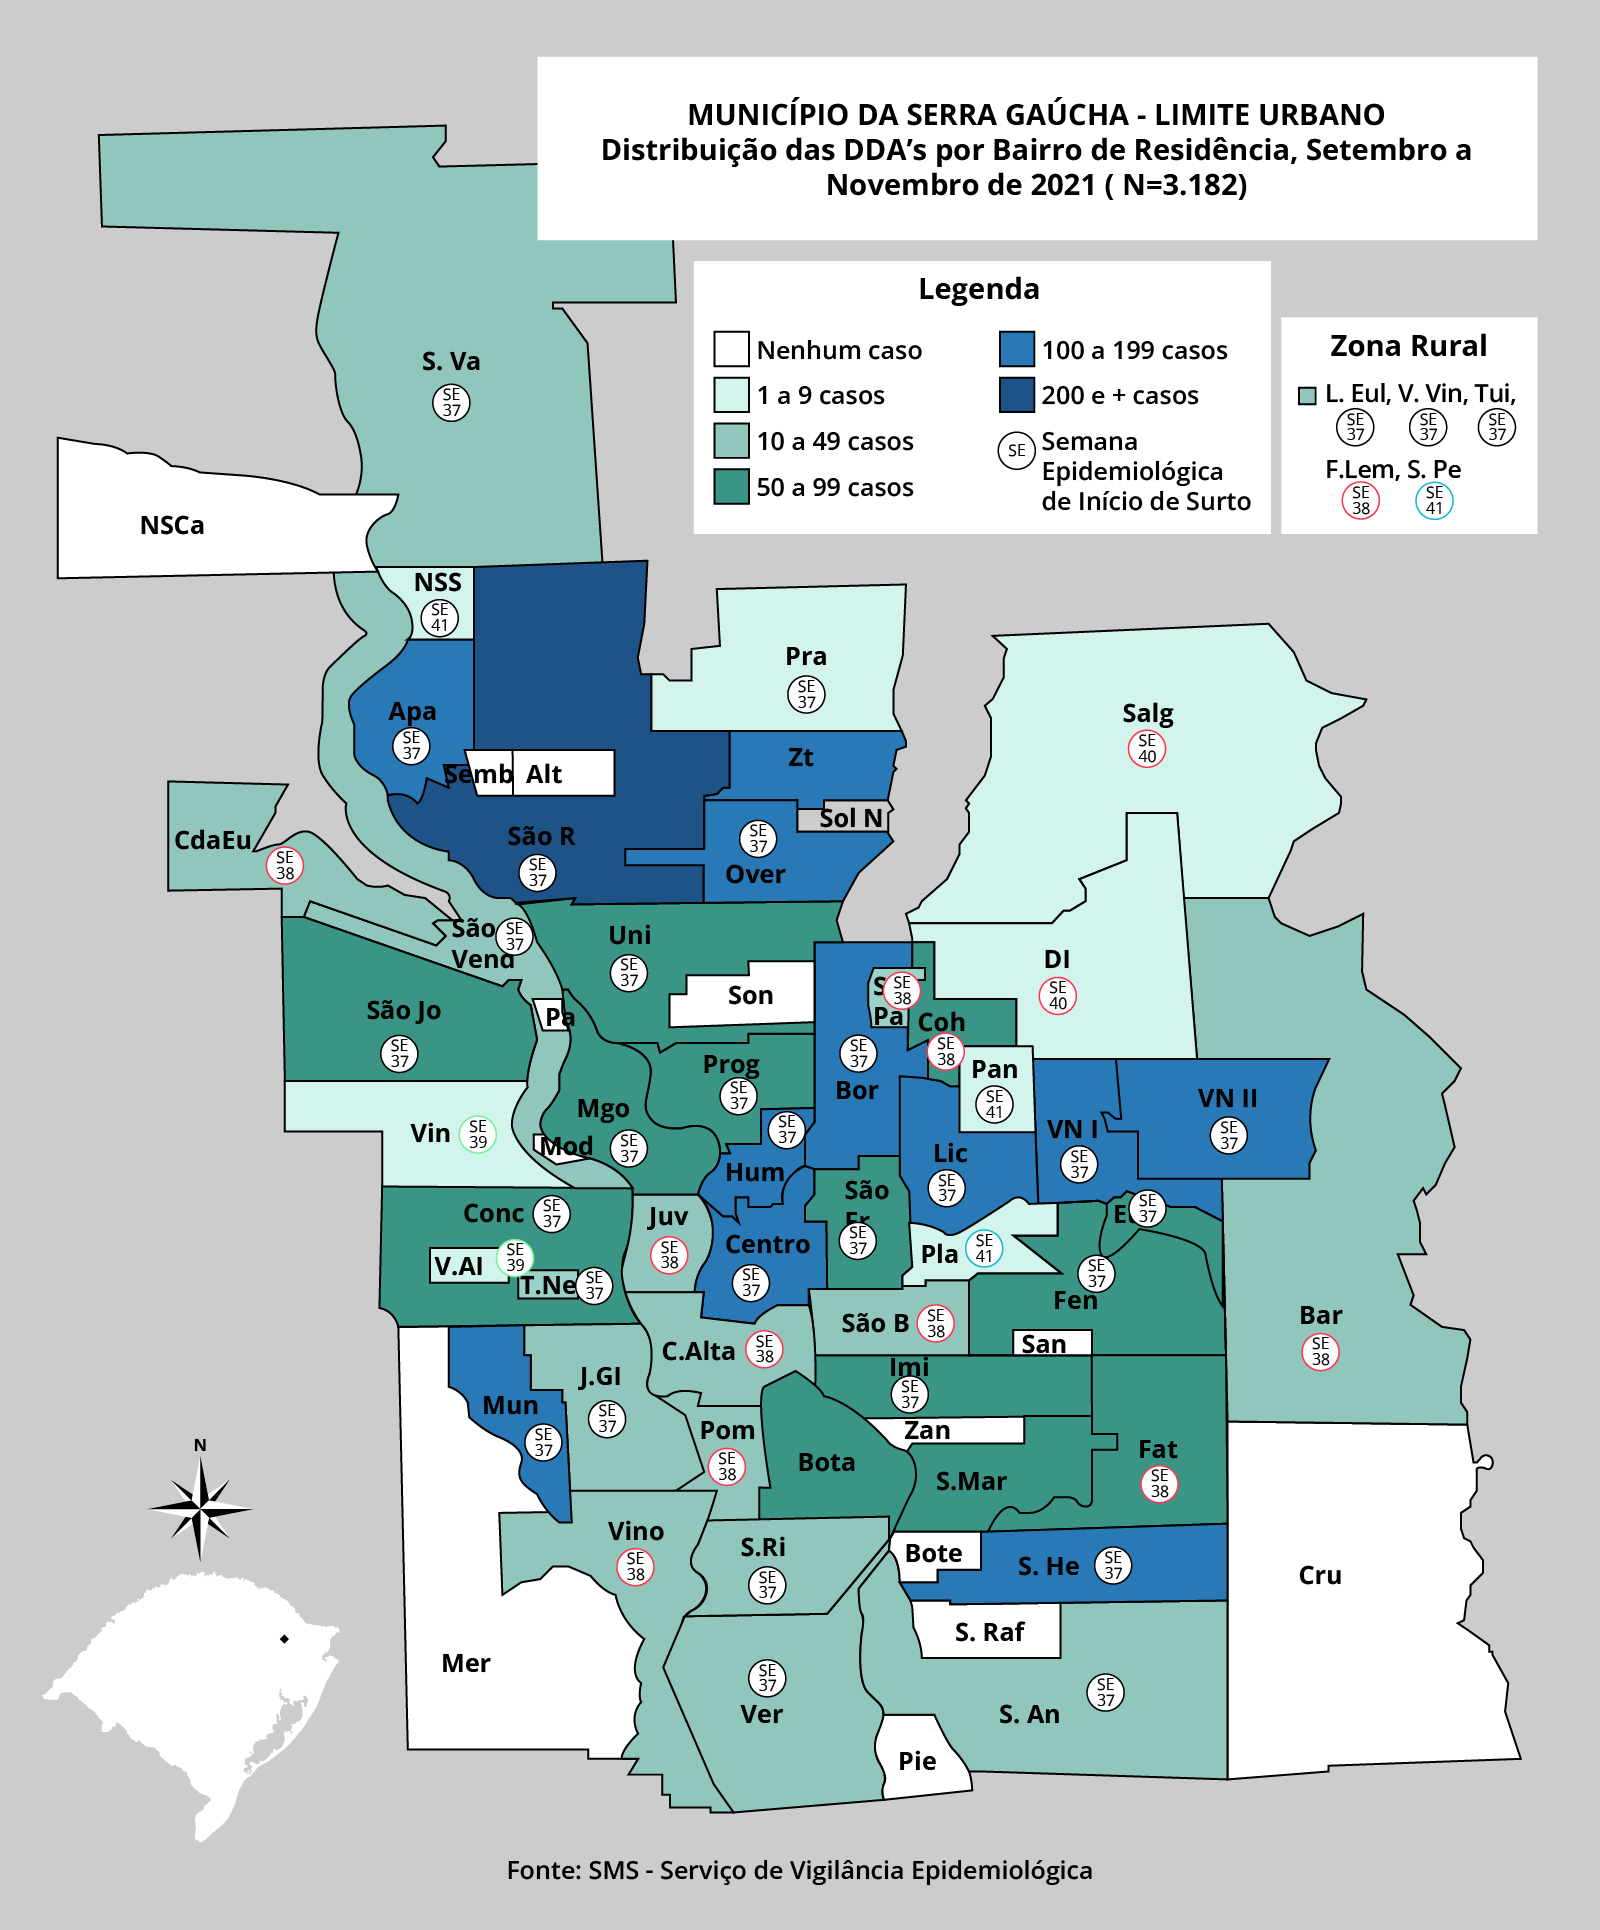 MUNICÍPIO DA SERRA GAÚCHA - LIMITE URBANO
Distribuição das DDA’s por Bairro de Residência, Setembro a
Novembro de 2021 ( N=3.182)
Legenda
Nenhum caso
1 a 9 casos
10 a 49 casos
50 a 99 casos
100 a 199 casos
200 e + casos
SE
Semana
Epidemiológica
de Início de Surto
Zona Rural
L. Eul, V. Vin, Tui,
SE
37
SE
37
SE
37
F.Lem, S. Pe
SE
38
SE
41
S. Va
SE
37
NSCa
NSS
SE
41
Apa
SE
37
Semb
Alt
São R
SE
37
Pra
SE
37
Zt
Sol N
SE
37
Over
Salg
SE
40
CdaEu
SE
38
São
Vend
SE
37
Uni
SE
37
Son
DI
SE
40
São Jo
SE
37
Pa
S
Pa
SE
38
Coh
SE
38
SE
37
Bor
Prog
SE
37
Pan
SE
41
Mgo
SE
37
Mod
Vin
SE
39
SE
37
Hum
Lic
SE
37
VN I
SE
37
VN II
SE
37
Conc
SE
37
V.AI
SE
39
T.Ne
SE
37
Juv
SE
38
Centro
SE
37
São
Fr
SE
37
Pla
SE
41
E
SE
37
SE
37
Fen
Bar
SE
38
São B
SE
38
San
C.Alta
SE
38
Imi
SE
37
J.GI
SE
37
Mun
SE
37
Pom
SE
38
Bota
Zan
S.Mar
Fat
SE
38
N
Vino
SE
38
S.Ri
SE
37
Bote
S. He
SE
37
Cru
S. Raf
Mer
SE
37
Ver
SE
37
S. An
Pie
Fonte: SMS - Serviço de Vigilância Epidemiológica